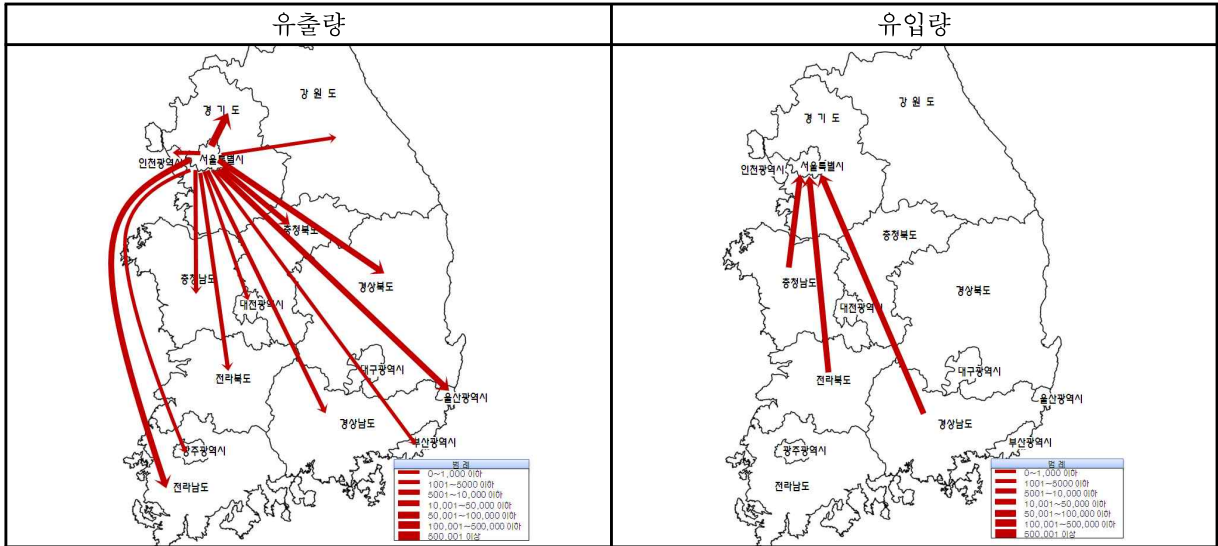 유출량
강 원 도
경 기 도
인천광역시
서울특별시
충청북도
충청남도
경상북도
대전광역시
대구광역시
전라북도
울산광역시
경상남도
부산광역시
광주광역시
전라남도
범 례
0~1,000 이하
1001~5000 이하
5001~10,000 이하
10,001~50,000 이하
50,001~100,000 이하
100,001~500,000 이하
500,001 이상
유입량
강 원 도
경 기 도
인천광역시
서울특별시
충청북도
충청남도
경상북도
대전광역시
대구광역시
전라북도
울산광역시
경상남도
부산광역시
광주광역시
전라남도
범 례
0~1,000 이하
1001~5000 이하
5001~10,000 이하
10,001~50,000 이하
50,001~100,000 이하
100,001~500,000 이하
500,001 이상